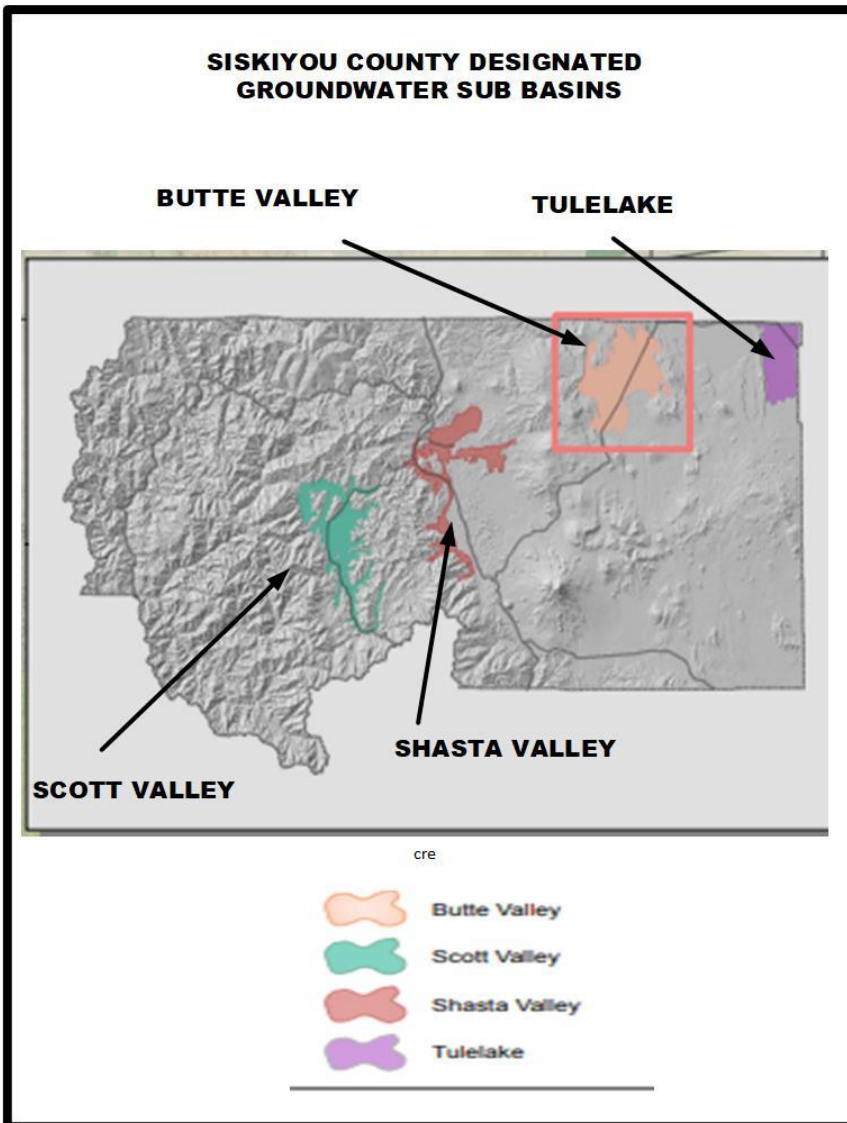 SISKIYOU COUNTY DESIGNATED
GROUNDWATER SUB BASINS
BUTTE VALLEY
TULELAKE
SHASTA VALLEY
SCOTT VALLEY
cre
Butte Valley
Scott Valley
Shasta Valley
Tulelake